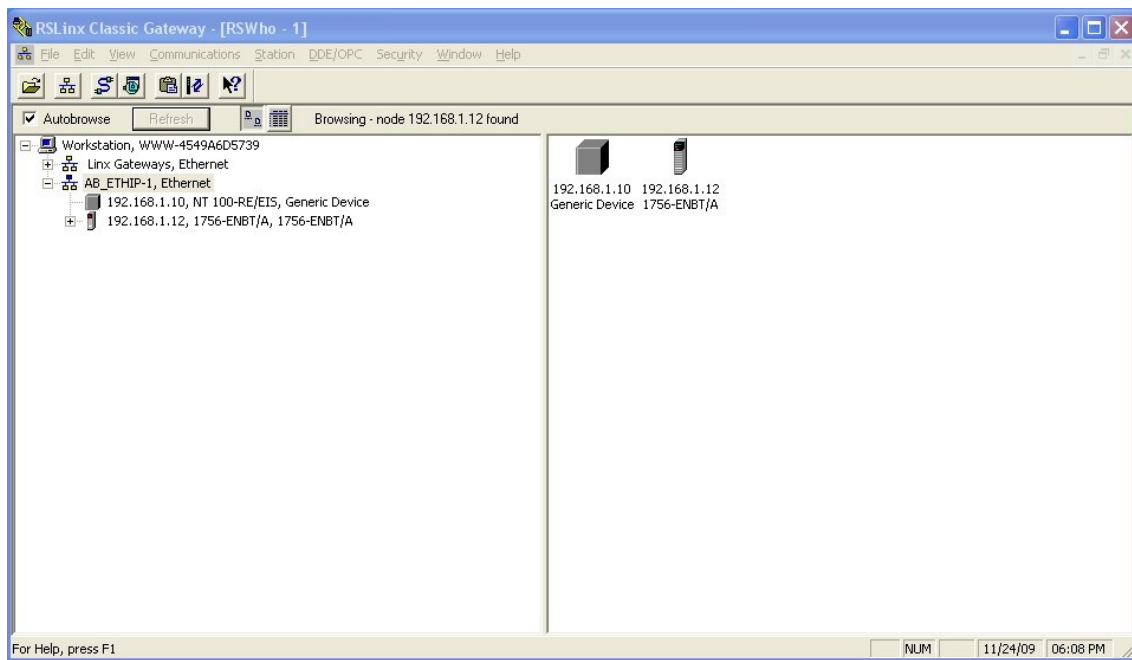 RSLinx Classic Gateway - [RSWho - 1]
File Edit View Communications Station DDE/OPC Security Window Help
Autobrowse Refresh Browsing - node 192.168.1.12 found
Workstation, WWW-4549A6D5739
Linx Gateways, Ethernet
AB_ETHIP-1, Ethernet
192.168.1.10, NT 100-RE/EIS, Generic Device
192.168.1.12, 1756-ENBT/A, 1756-ENBT/A
192.168.1.10 192.168.1.12
Generic Device 1756-ENBT/A
For Help, press F1 NUM 11/24/09 06:08 PM